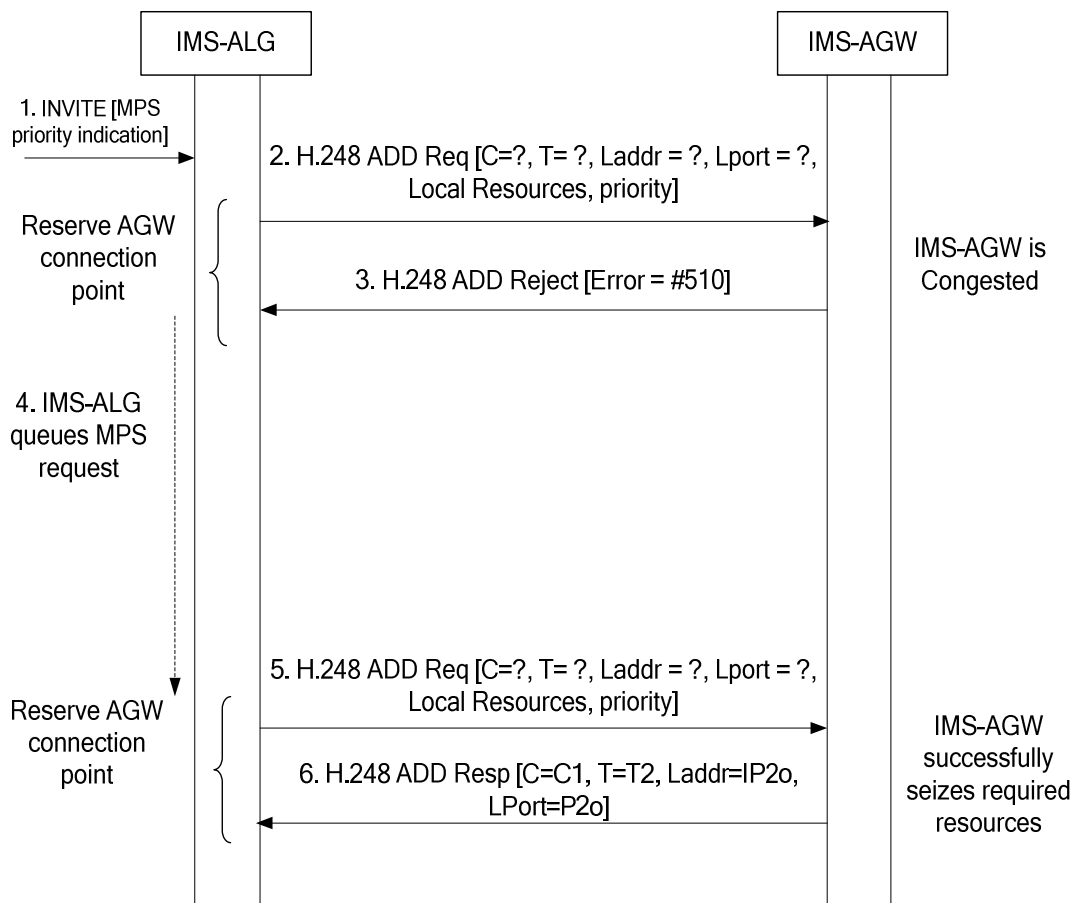 IMS-ALG
IMS-AGW
1. INVITE [MPS
priority indication]
2. H.248 ADD Req [C=?, T= ?, Laddr = ?, Lport = ?,
Local Resources, priority]
Reserve AGW
connection
point
3. H.248 ADD Reject [Error = #510]
IMS-AGW is
Congested
4. IMS-ALG
queues MPS
request
5. H.248 ADD Req [C=?, T= ?, Laddr = ?, Lport = ?,
Local Resources, priority]
Reserve AGW
connection
point
6. H.248 ADD Resp [C=C1, T=T2, Laddr=IP2o,
LPort=P2o]
IMS-AGW
successfully
seizes required
resources